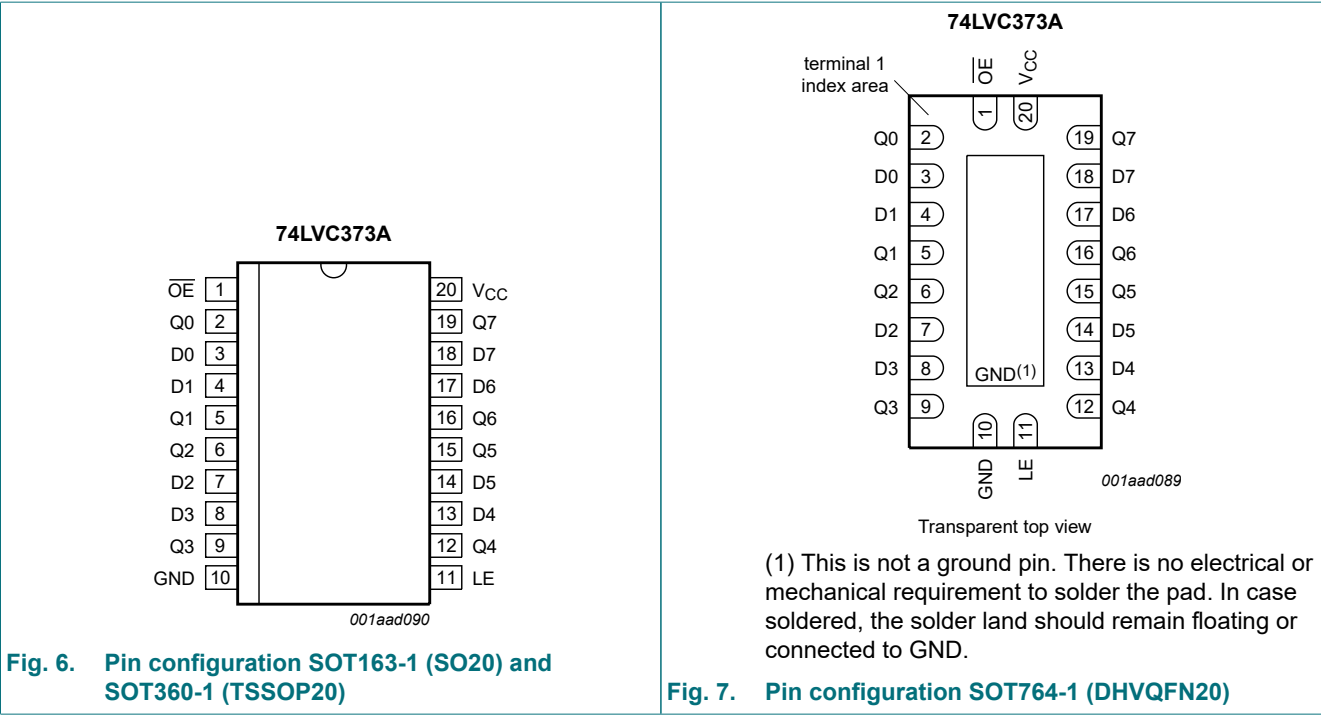 74LVC373A
OE 1 20 VCC
Q0 2 19 Q7
D0 3 18 D7
D1 4 17 D6
Q1 5 16 Q6
Q2 6 15 Q5
D2 7 14 D5
D3 8 13 D4
Q3 9 12 Q4
GND 10 11 LE
001aad090
Fig. 6. Pin configuration SOT163-1 (SO20) and
SOT360-1 (TSSOP20)
74LVC373A
terminal 1
index area
OE VCC
1 20
Q0 2 19 Q7
D0 3 18 D7
D1 4 17 D6
Q1 5 16 Q6
Q2 6 15 Q5
D2 7 14 D5
D3 8 GND(1) 13 D4
Q3 9 12 Q4
10 11
GND LE
001aad089
Transparent top view
(1) This is not a ground pin. There is no electrical or
mechanical requirement to solder the pad. In case
soldered, the solder land should remain floating or
connected to GND.
Fig. 7. Pin configuration SOT764-1 (DHVQFN20)